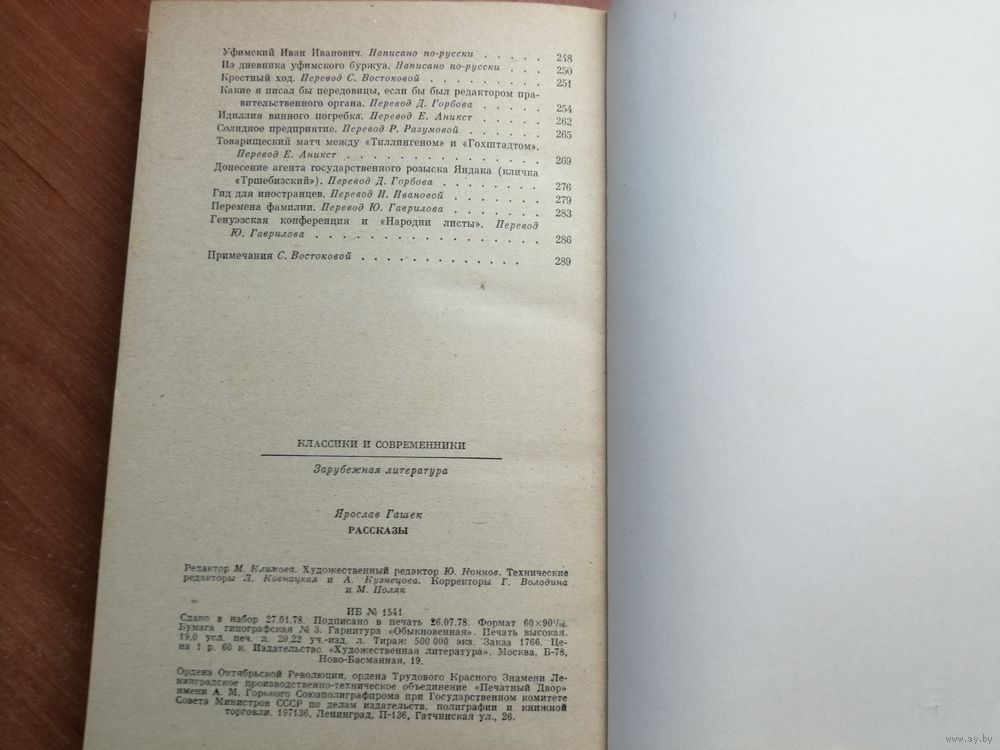 Уфимский Иван Иванович. Написано по-русски . . . . . 248
Из дневника уфимского буржуа. Написано по-русски . . . . 250
Крестный ход. Перевод С. Востоковой . . . . . . . . 251
Какие я писал бы передовицы, если бы был редактором пра-
вительственного органа. Перевод Д. Горбова . . . . . 254
Идиллия винного погребка. Перевод Е. Аникст . . . . . 262
Солидное предприятие. Перевод Р. Разумовой . . . . . . 265
Товарищеский матч между «Тиллингеном» и «Гохштадтом».
Перевод Е. Аникст . . . . . . . . . . . . . . 269
Донесение агента государственного розыска Яндака (кличка
«Тршебизский»). Перевод Д. Горбова . . . . . . . 276
Гид для иностранцев. Перевод И. Ивановой . . . . . . . 279
Перемена фамилии. Перевод Ю. Гаврилова . . . . . . . 283
Генуэзская конференция и «Народни листы». Перевод
Ю. Гаврилова . . . . . . . . . . . . . . . . 286
Примечания С. Востоковой . . . . . . . . . . . . . 289
КЛАССИКИ И СОВРЕМЕННИКИ
Зарубежная литература
Ярослав Гашек
РАССКАЗЫ
Редактор М. Климова. Художественный редактор Ю. Коннов. Технические
редакторы Л. Ковнацкая и А. Кузнецова. Корректоры Г. Володина
и М. Поляк
ИБ № 1541
Сдано в набор 27.01.78. Подписано в печать 26.07.78. Формат 60×90¹/₁₆.
Бумага типографская № 3. Гарнитура «Обыкновенная». Печать высокая.
19,0 усл. печ. л. 20,22 уч.-изд. л. Тираж 500 000 экз. Заказ 1766. Це-
на 1 р. 60 к. Издательство «Художественная литература». Москва, Б-78,
Ново-Басманная, 19.
Ордена Октябрьской Революции, ордена Трудового Красного Знамени Ле-
нинградское производственно-техническое объединение «Печатный Двор»
имени А. М. Горького Союзполиграфпрома при Государственном комитете
Совета Министров СССР по делам издательств, полиграфии и книжной
торговли. 197136, Ленинград, П-136, Гатчинская ул., 26.
www.ay.by